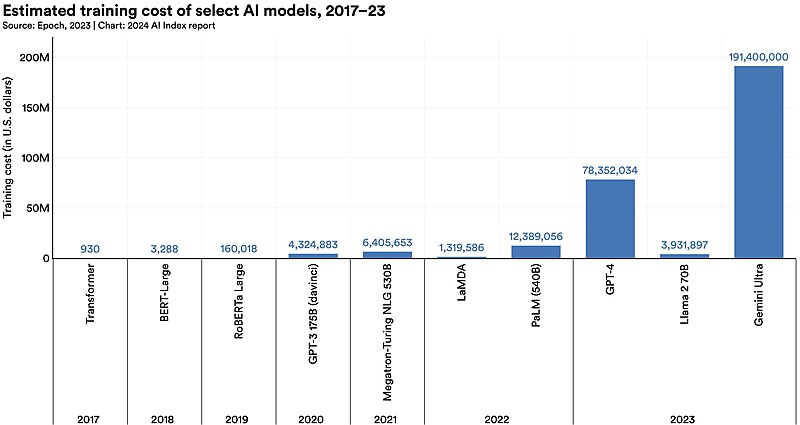 Estimated training cost of select AI models, 2017–23
Source: Epoch, 2023 | Chart: 2024 AI Index report
Training cost (in U.S. dollars)
200M
150M
100M
50M
0
930
3,288
160,018
4,324,883
6,405,653
1,319,586
12,389,056
78,352,034
3,931,897
191,400,000
Transformer
BERT-Large
RoBERTa Large
GPT-3 175B (davinci)
Megatron-Turing NLG 530B
LaMDA
PaLM (540B)
GPT-4
Llama 2 70B
Gemini Ultra
2017
2018
2019
2020
2021
2022
2023